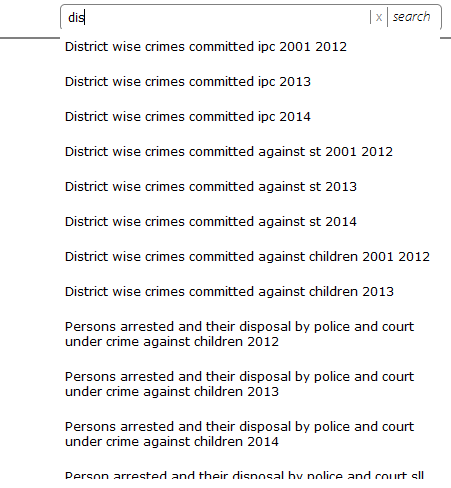 dis x search
District wise crimes committed ipc 2001 2012
District wise crimes committed ipc 2013
District wise crimes committed ipc 2014
District wise crimes committed against st 2001 2012
District wise crimes committed against st 2013
District wise crimes committed against st 2014
District wise crimes committed against children 2001 2012
District wise crimes committed against children 2013
Persons arrested and their disposal by police and court
under crime against children 2012
Persons arrested and their disposal by police and court
under crime against children 2013
Persons arrested and their disposal by police and court
under crime against children 2014
Person arrested and their disposal by police and court sll